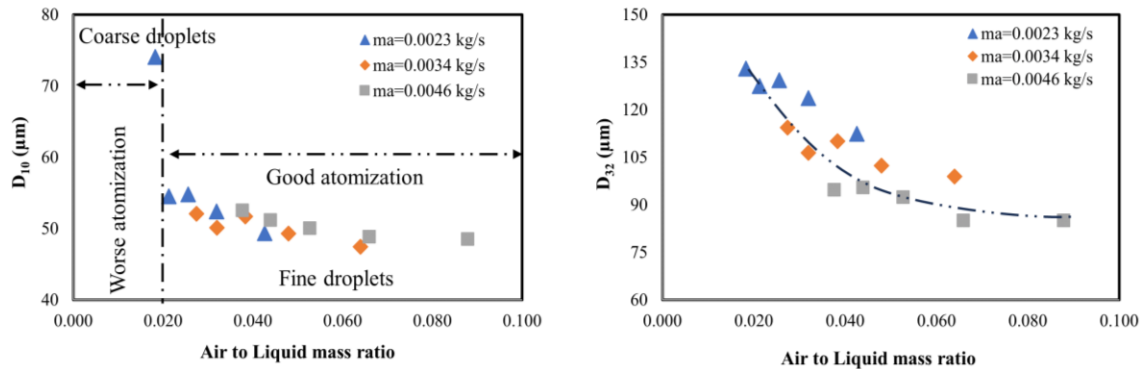 80
70
60
50
40
D10 (µm)
Coarse droplets
ma=0.0023 kg/s
ma=0.0034 kg/s
ma=0.0046 kg/s
Worse atomization
Good atomization
Fine droplets
0.000
0.020
0.040
0.060
0.080
0.100
Air to Liquid mass ratio
150
135
120
105
90
75
60
D32 (µm)
ma=0.0023 kg/s
ma=0.0034 kg/s
ma=0.0046 kg/s
0.000
0.020
0.040
0.060
0.080
0.100
Air to Liquid mass ratio